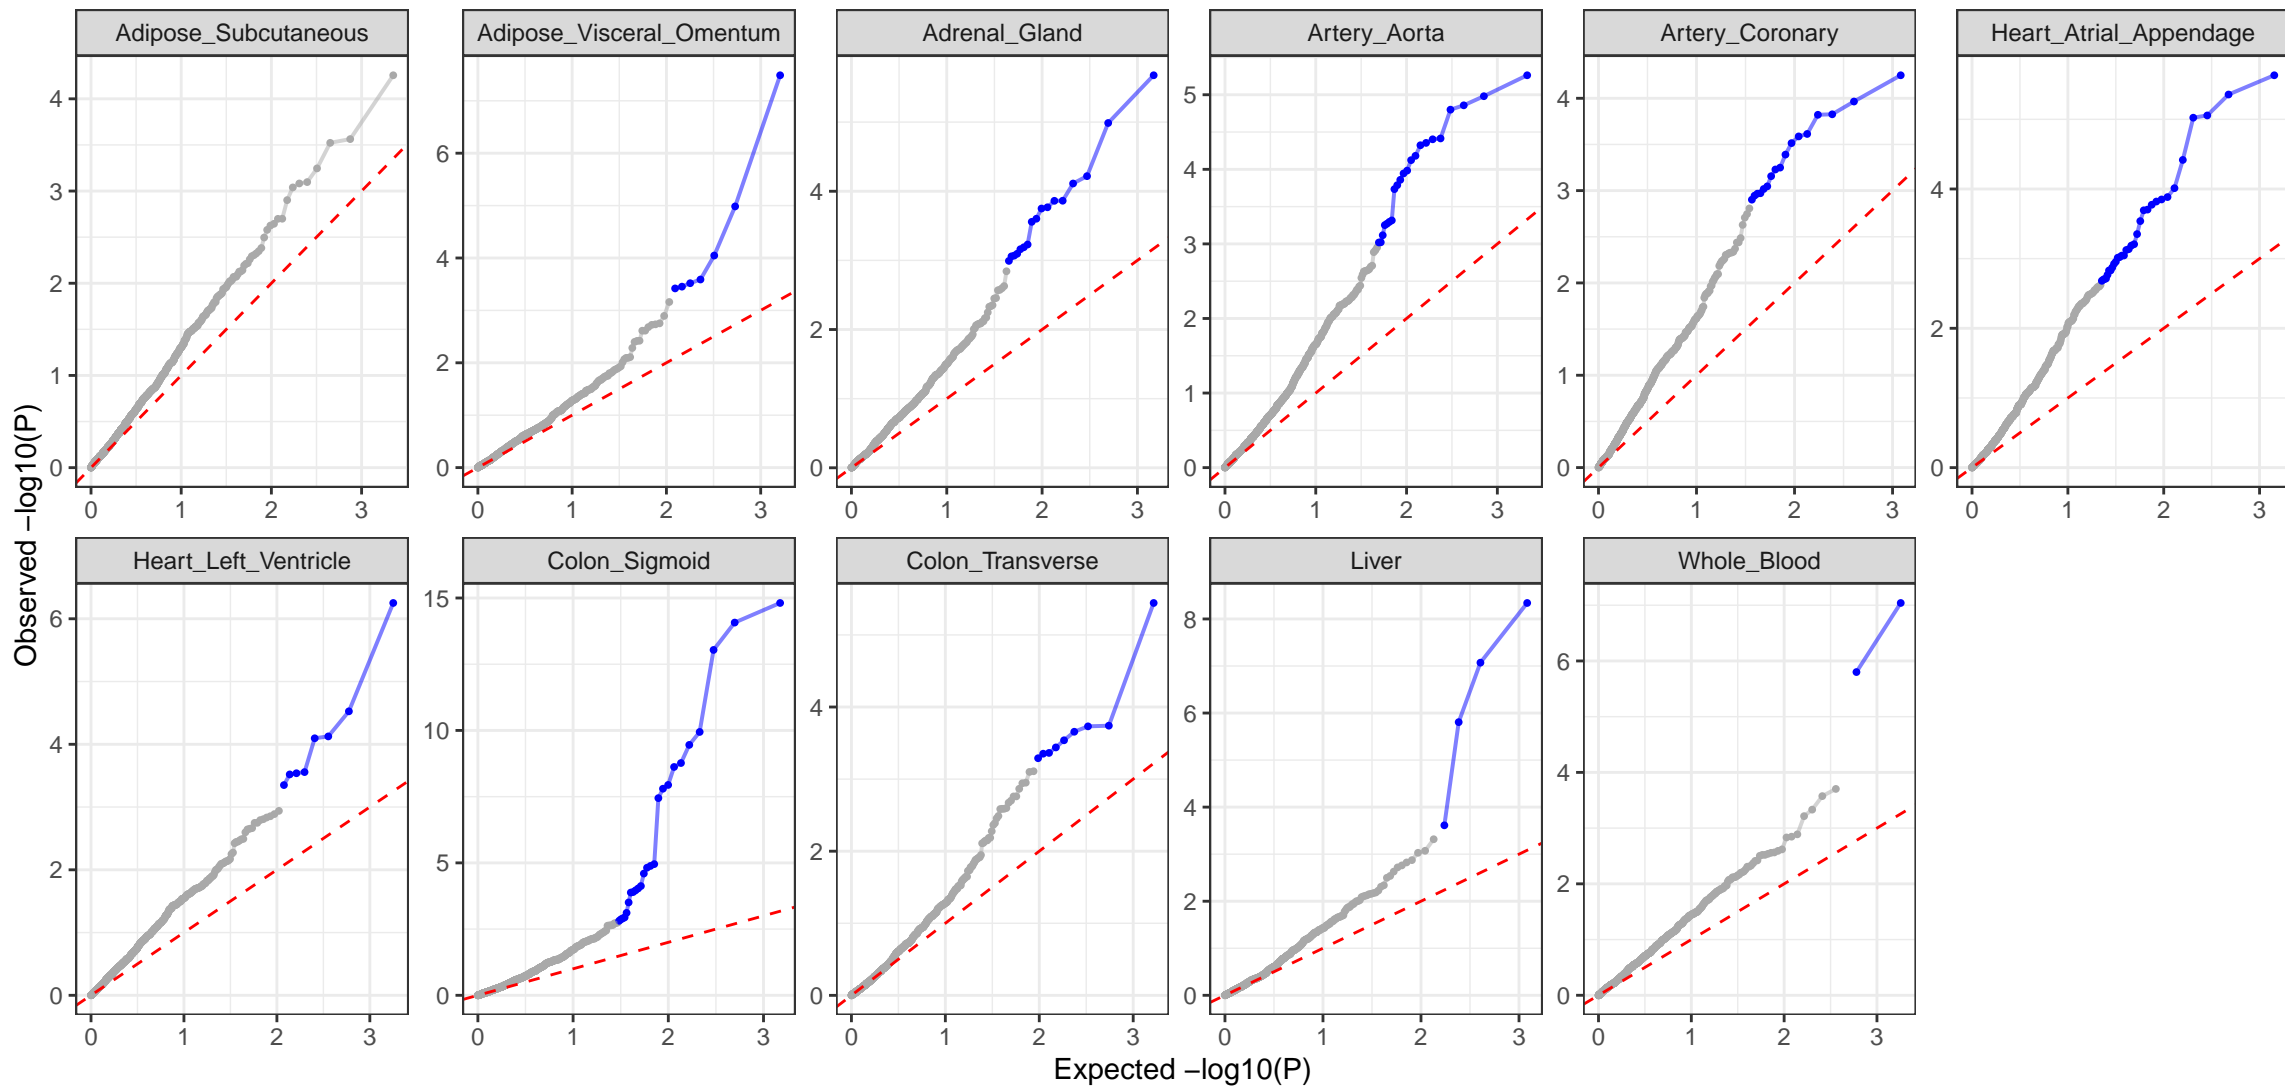 Adipose_Subcutaneous
Adipose_Visceral_Omentum
Adrenal_Gland
Artery_Aorta
Artery_Coronary
Heart_Atrial_Appendage
4
3
2
1
0
0 1 2 3
6
4
2
0
0 1 2 3
4
2
0
0 1 2 3
5
4
3
2
1
0
0 1 2 3
4
3
2
1
0
0 1 2 3
4
2
0
0 1 2 3
Observed −log10(P)
Heart_Left_Ventricle
Colon_Sigmoid
Colon_Transverse
Liver
Whole_Blood
6
4
2
0
0 1 2 3
15
10
5
0
0 1 2 3
4
2
0
0 1 2 3
8
6
4
2
0
0 1 2 3
6
4
2
0
0 1 2 3
Expected −log10(P)